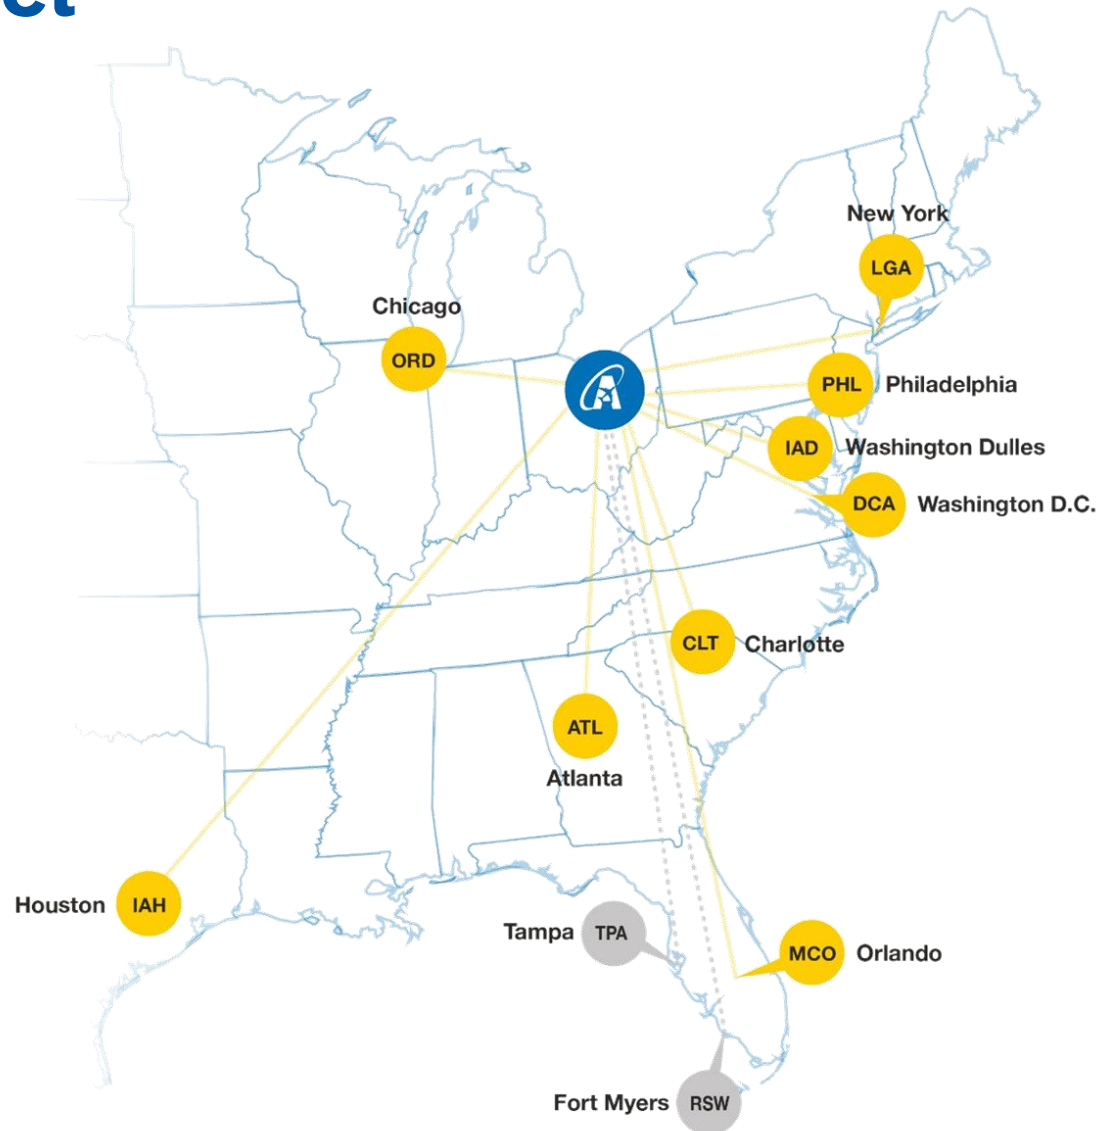 ct
New York
LGA
Chicago
ORD
PHL Philadelphia
IAD Washington Dulles
DCA Washington D.C.
CLT Charlotte
ATL
Atlanta
Houston IAH
Tampa TPA
MCO Orlando
Fort Myers RSW